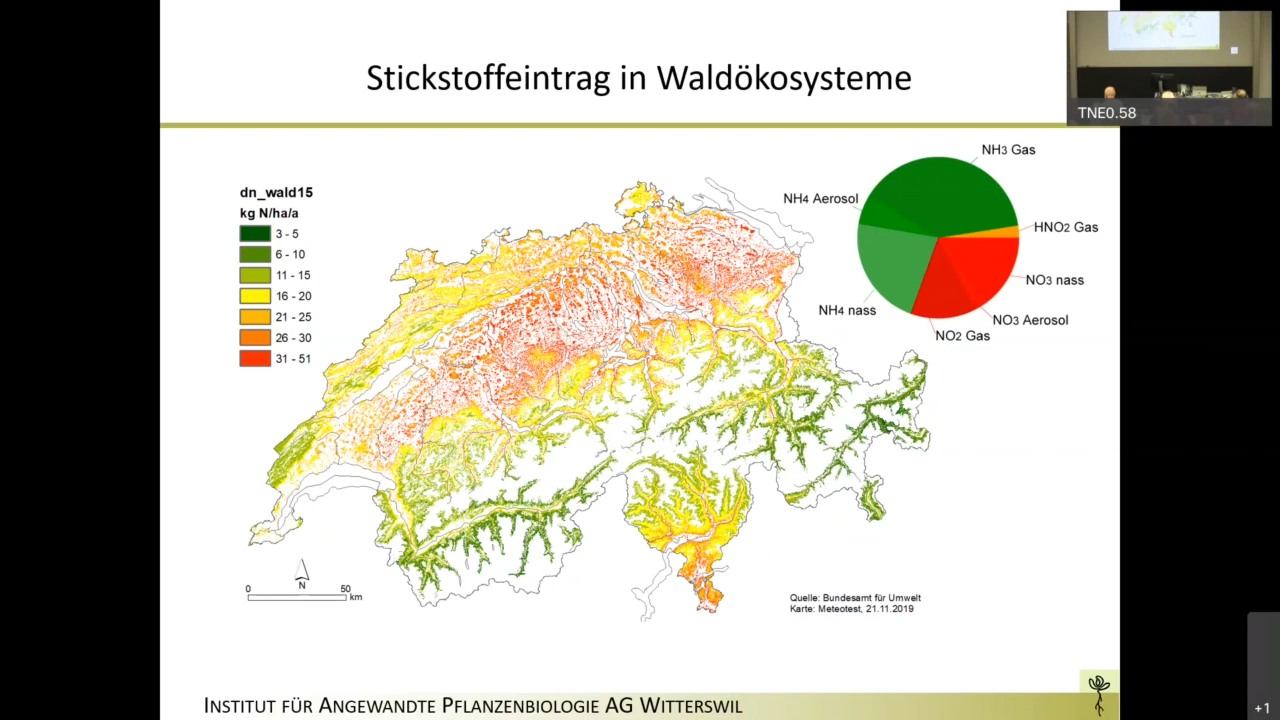 Stickstoffeintrag in Waldökosysteme
TNE0.58
dn_wald15
kg N/ha/a
3 - 5
6 - 10
11 - 15
16 - 20
21 - 25
26 - 30
31 - 51
NH3 Gas
NH4 Aerosol
HNO2 Gas
NO3 nass
NH4 nass
NO3 Aerosol
NO2 Gas
N
0 50
km
Quelle: Bundesamt für Umwelt
Karte: Meteotest, 21.11.2019
INSTITUT FÜR ANGEWANDTE PFLANZENBIOLOGIE AG WITTERSWIL
+1